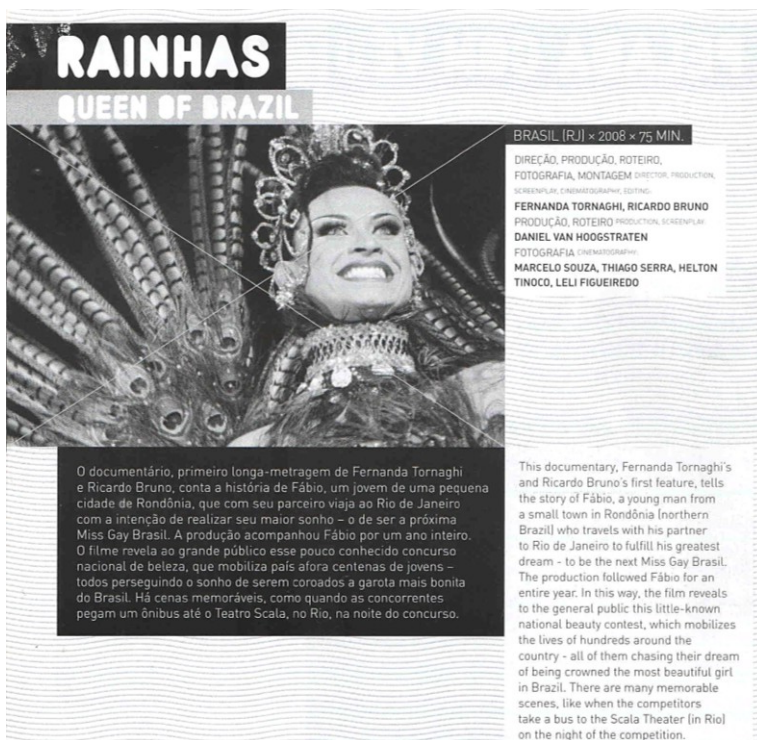 RAINHAS
QUEEN OF BRAZIL
BRASIL (RJ) × 2008 × 75 MIN.
DIREÇÃO, PRODUÇÃO, ROTEIRO,
FOTOGRAFIA, MONTAGEM DIRECTOR, PRODUCTION,
SCREENPLAY, CINEMATOGRAPHY, EDITING:
FERNANDA TORNAGHI, RICARDO BRUNO
PRODUÇÃO, ROTEIRO PRODUCTION, SCREENPLAY:
DANIEL VAN HOOGSTRATEN
FOTOGRAFIA CINEMATOGRAPHY:
MARCELO SOUZA, THIAGO SERRA, HELTON
TINOCO, LELI FIGUEIREDO
O documentário, primeiro longa-metragem de Fernanda Tornaghi
e Ricardo Bruno, conta a história de Fábio, um jovem de uma pequena
cidade de Rondônia, que com seu parceiro viaja ao Rio de Janeiro
com a intenção de realizar seu maior sonho – o de ser a próxima
Miss Gay Brasil. A produção acompanhou Fábio por um ano inteiro.
O filme revela ao grande público esse pouco conhecido concurso
nacional de beleza, que mobiliza país afora centenas de jovens –
todos perseguindo o sonho de serem coroados a garota mais bonita
do Brasil. Há cenas memoráveis, como quando as concorrentes
pegam um ônibus até o Teatro Scala, no Rio, na noite do concurso.
This documentary, Fernanda Tornaghi's
and Ricardo Bruno's first feature, tells
the story of Fábio, a young man from
a small town in Rondônia (northern
Brazil) who travels with his partner
to Rio de Janeiro to fulfill his greatest
dream - to be the next Miss Gay Brasil.
The production followed Fábio for an
entire year. In this way, the film reveals
to the general public this little-known
national beauty contest, which mobilizes
the lives of hundreds around the
country - all of them chasing their dream
of being crowned the most beautiful girl
in Brazil. There are many memorable
scenes, like when the competitors
take a bus to the Scala Theater (in Rio)
on the night of the competition.